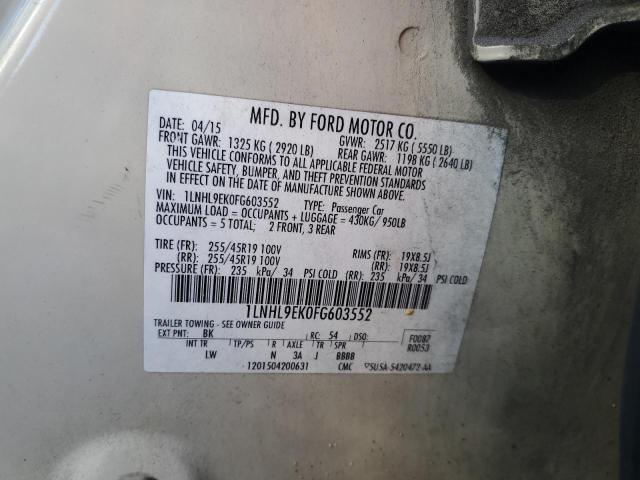 MFD. BY FORD MOTOR CO.
DATE: 04/15 GVWR: 2517 KG ( 5550 LB)
FRONT GAWR: 1325 KG ( 2920 LB) REAR GAWR: 1198 KG ( 2640 LB)
THIS VEHICLE CONFORMS TO ALL APPLICABLE FEDERAL MOTOR
VEHICLE SAFETY, BUMPER, AND THEFT PREVENTION STANDARDS
IN EFFECT ON THE DATE OF MANUFACTURE SHOWN ABOVE.
VIN: 1LNHL9EK0FG603552 TYPE: Passenger Car
MAXIMUM LOAD = OCCUPANTS + LUGGAGE = 430KG/ 950LB
OCCUPANTS = 5 TOTAL; 2 FRONT, 3 REAR
TIRE (FR): 255/45R19 100V RIMS (FR): 19X8.5J
(RR): 255/45R19 100V (RR): 19X8.5J
PRESSURE (FR): 235 kPa/ 34 PSI COLD (RR): 235 kPa/ 34 PSI COLD
1LNHL9EK0FG603552
TRAILER TOWING - SEE OWNER GUIDE
EXT PNT: BK RC: 54 DSO: F0087
R0053
INT TR TP/PS R AXLE TR SPR
LW N 3A J BBBB
1201504200631 CMC 5U5A-5420472-AA